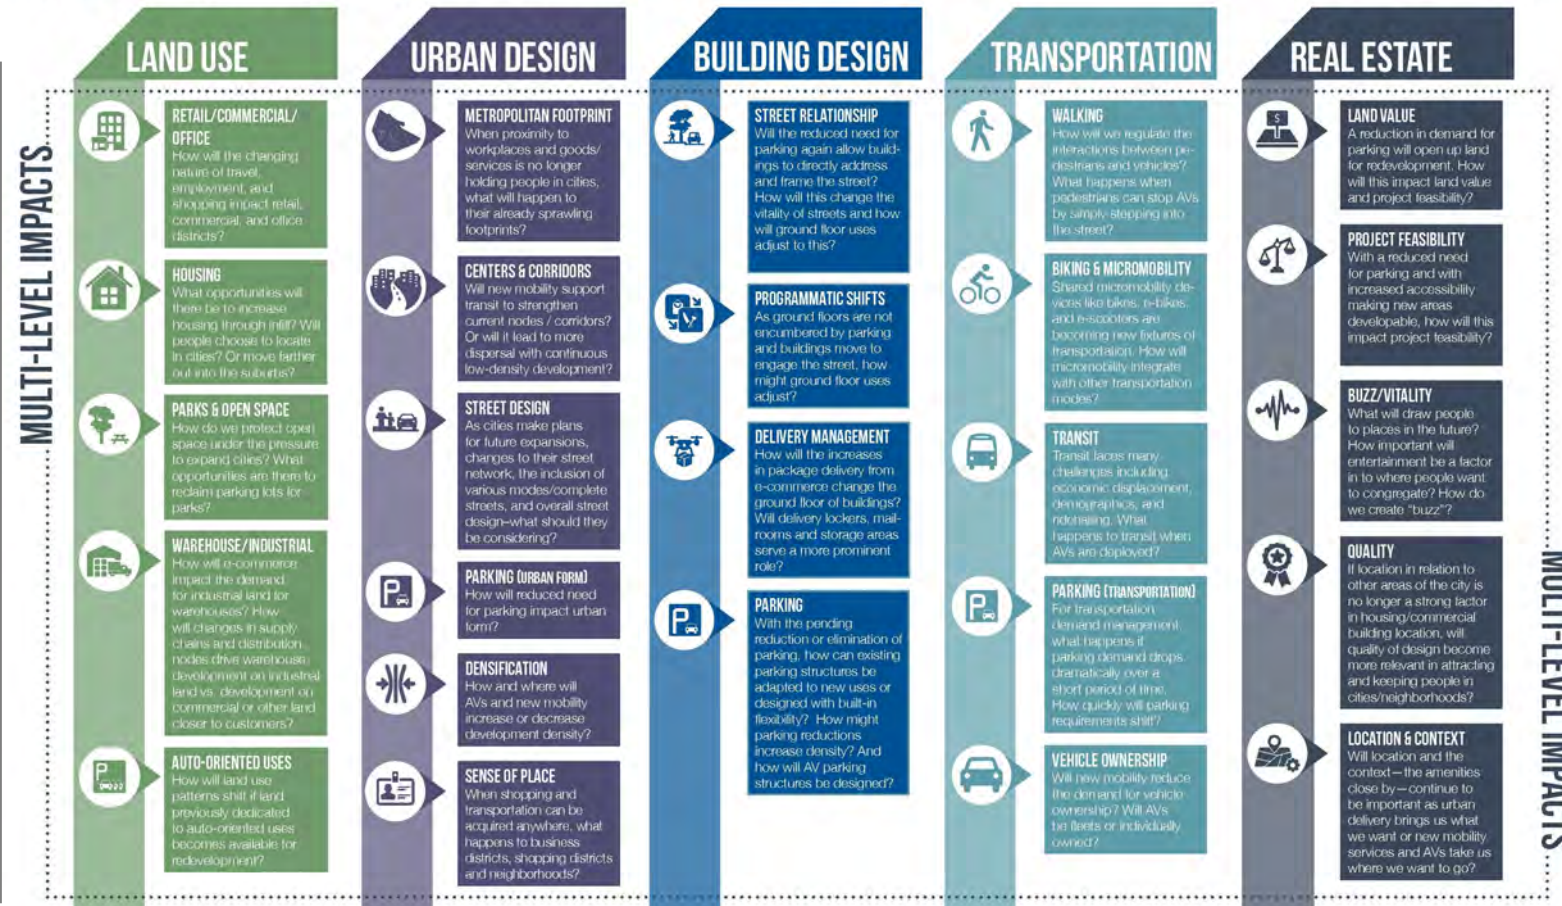 MULTI-LEVEL IMPACTS
LAND USE
RETAIL/COMMERCIAL/
OFFICE
How will the changing
nature of travel,
employment, and
shopping impact retail,
commercial, and office
districts?
HOUSING
What opportunities will
there be to increase
housing through infill? Will
people choose to locate
in cities? Or move farther
out into the suburbs?
PARKS & OPEN SPACE
How do we protect open
space under the pressure
to expand cities? What
opportunities are there to
reclaim parking lots for
parks?
WAREHOUSE/INDUSTRIAL
How will e-commerce
impact the demand
for industrial land for
warehouses? How
will changes in supply
chains and distribution
nodes drive warehouse
development on industrial
land vs. development on
commercial or other land
closer to customers?
P
AUTO-ORIENTED USES
How will land use
patterns shift if land
previously dedicated
to auto-oriented uses
becomes available for
redevelopment?
URBAN DESIGN
METROPOLITAN FOOTPRINT
When proximity to
workplaces and goods/
services is no longer
holding people in cities,
what will happen to
their already sprawling
footprints?
CENTERS & CORRIDORS
Will new mobility support
transit to strengthen
current nodes / corridors?
Or will it lead to more
dispersal with continuous
low-density development?
STREET DESIGN
As cities make plans
for future expansions,
changes to their street
network, the inclusion of
various modes/complete
streets, and overall street
design–what should they
be considering?
P
PARKING (URBAN FORM)
How will reduced need
for parking impact urban
form?
DENSIFICATION
How and where will
AVs and new mobility
increase or decrease
development density?
SENSE OF PLACE
When shopping and
transportation can be
acquired anywhere, what
happens to business
districts, shopping districts
and neighborhoods?
BUILDING DESIGN
STREET RELATIONSHIP
Will the reduced need for
parking again allow build-
ings to directly address
and frame the street?
How will this change the
vitality of streets and how
will ground floor uses
adjust to this?
PROGRAMMATIC SHIFTS
As ground floors are not
encumbered by parking
and buildings move to
engage the street, how
might ground floor uses
adjust?
DELIVERY MANAGEMENT
How will the increases
in package delivery from
e-commerce change the
ground floor of buildings?
Will delivery lockers, mail-
rooms and storage areas
serve a more prominent
role?
P
PARKING
With the pending
reduction or elimination of
parking, how can existing
parking structures be
adapted to new uses or
designed with built-in
flexibility? How might
parking reductions
increase density? And
how will AV parking
structures be designed?
TRANSPORTATION
WALKING
How will we regulate the
interactions between pe-
destrians and vehicles?
What happens when
pedestrians can stop AVs
by simply stepping into
the street?
BIKING & MICROMOBILITY
Shared micromobility de-
vices like bikes, e-bikes,
and e-scooters are
becoming new fixtures of
transportation. How will
micromobility integrate
with other transportation
modes?
TRANSIT
Transit faces many
challenges including
economic displacement,
demographics, and
ridehailing. What
happens to transit when
AVs are deployed?
P
PARKING (TRANSPORTATION)
For transportation
demand management
what happens if
parking demand drops
dramatically over a
short period of time.
How quickly will parking
requirements shift?
VEHICLE OWNERSHIP
Will new mobility reduce
the demand for vehicle
ownership? Will AVs
be fleets or individually
owned?
REAL ESTATE
$
LAND VALUE
A reduction in demand for
parking will open up land
for redevelopment. How
will this impact land value
and project feasibility?
PROJECT FEASIBILITY
With a reduced need
for parking and with
increased accessibility
making new areas
developable, how will this
impact project feasibility?
BUZZ/VITALITY
What will draw people
to places in the future?
How important will
entertainment be a factor
in to where people want
to congregate? How do
we create "buzz"?
QUALITY
If location in relation to
other areas of the city is
no longer a strong factor
in housing/commercial
building location, will
quality of design become
more relevant in attracting
and keeping people in
cities/neighborhoods?
LOCATION & CONTEXT
Will location and the
context—the amenities
close by—continue to
be important as urban
delivery brings us what
we want or new mobility
services and AVs take us
where we want to go?
MULTI-LEVEL IMPACTS